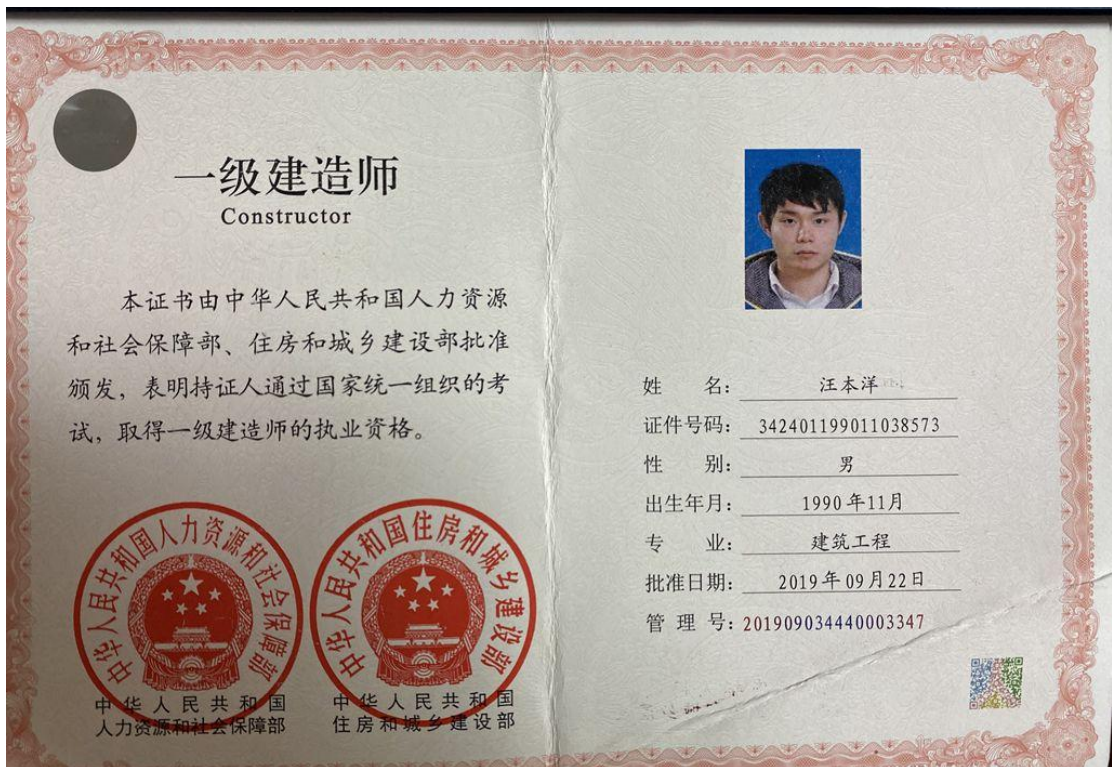 一级建造师
Constructor
本证书由中华人民共和国人力资源
和社会保障部、住房和城乡建设部批准
颁发，表明持证人通过国家统一组织的考
试，取得一级建造师的执业资格。
中华人民共和国人力资源和社会保障部
中华人民共和国住房和城乡建设部
中华人民共和国
人力资源和社会保障部
中华人民共和国
住房和城乡建设部
姓 名： 汪本洋
证件号码： 342401199011038573
性 别： 男
出生年月： 1990年11月
专 业： 建筑工程
批准日期： 2019年09月22日
管 理 号：201909034440003347